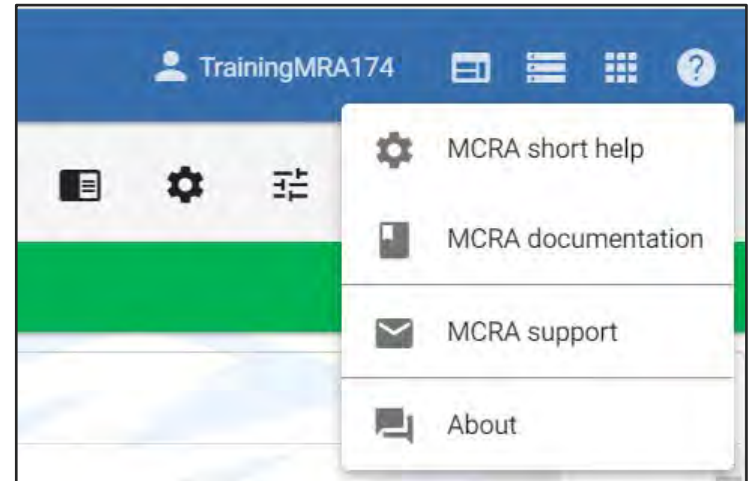 TrainingMRA174
MCRA short help
MCRA documentation
MCRA support
About